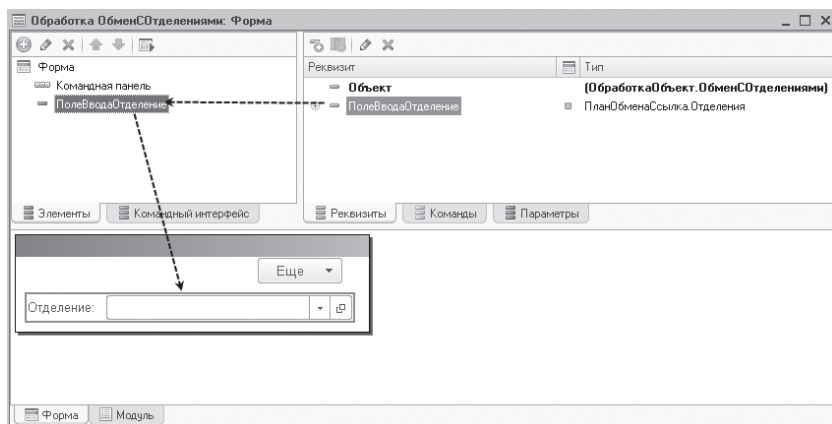 Обработка ОбменСОтделениями: Форма
Форма
Командная панель
ПолеВводаОтделение
Элементы
Командный интерфейс
Реквизит
Тип
Объект
(ОбработкаОбъект.ОбменСОтделениями)
ПолеВводаОтделение
ПланОбменаСсылка.Отделения
Реквизиты
Команды
Параметры
Еще
Отделение:
Форма
Модуль